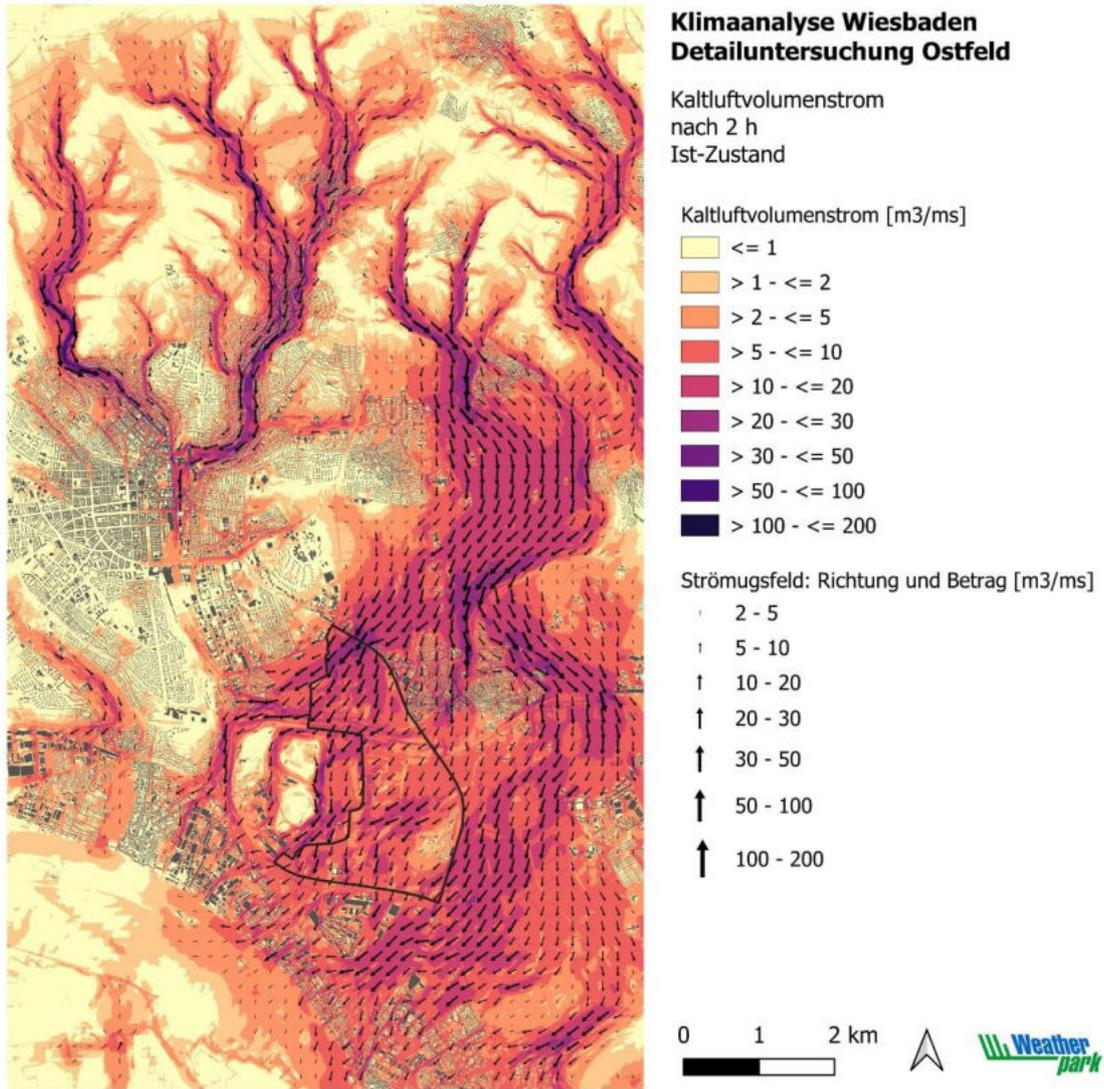 Klimaanalyse Wiesbaden
Detailuntersuchung Ostfeld
Kaltluftvolumenstrom
nach 2 h
Ist-Zustand
Kaltluftvolumenstrom [m3/ms]
<= 1
> 1 - <= 2
> 2 - <= 5
> 5 - <= 10
> 10 - <= 20
> 20 - <= 30
> 30 - <= 50
> 50 - <= 100
> 100 - <= 200
Strömugsfeld: Richtung und Betrag [m3/ms]
2 - 5
5 - 10
10 - 20
20 - 30
30 - 50
50 - 100
100 - 200
0 1 2 km
Weather
park